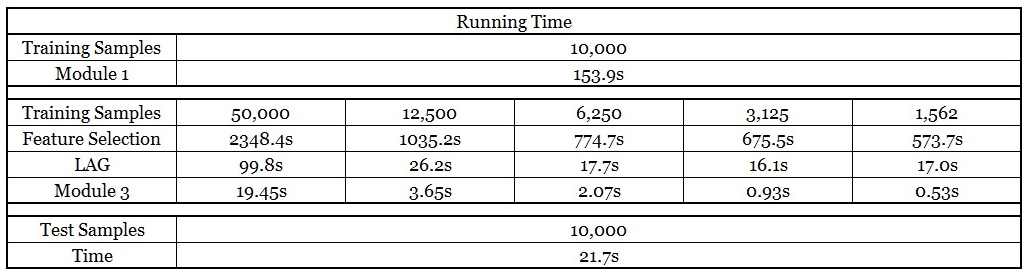 Running Time
Training Samples 10,000
Module 1 153.9s
Training Samples 50,000 12,500 6,250 3,125 1,562
Feature Selection 2348.4s 1035.2s 774.7s 675.5s 573.7s
LAG 99.8s 26.2s 17.7s 16.1s 17.0s
Module 3 19.45s 3.65s 2.07s 0.93s 0.53s
Test Samples 10,000
Time 21.7s